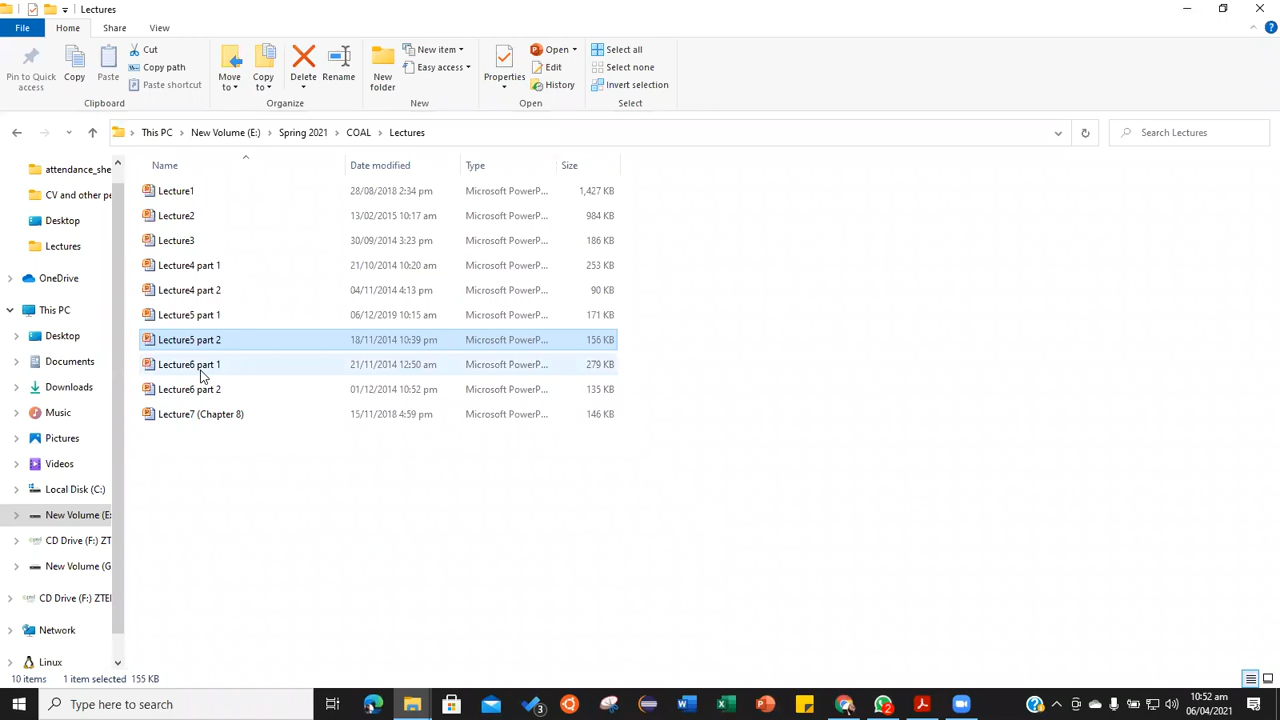 Lectures
File Home Share View
Pin to Quick access
Copy
Paste
Cut
Copy path
Paste shortcut
Clipboard
Move to
Copy to
Delete
Rename
Organize
New folder
New item
Easy access
New
Properties
Open
Edit
History
Open
Select all
Select none
Invert selection
Select
This PC New Volume (E:) Spring 2021 COAL Lectures
Search Lectures
Name Date modified Type Size
Lecture1 28/08/2018 2:34 pm Microsoft PowerP... 1,427 KB
Lecture2 13/02/2015 10:17 am Microsoft PowerP... 984 KB
Lecture3 30/09/2014 3:23 pm Microsoft PowerP... 186 KB
Lecture4 part 1 21/10/2014 10:20 am Microsoft PowerP... 253 KB
Lecture4 part 2 04/11/2014 4:13 pm Microsoft PowerP... 90 KB
Lecture5 part 1 06/12/2019 10:15 am Microsoft PowerP... 171 KB
Lecture5 part 2 18/11/2014 10:39 pm Microsoft PowerP... 156 KB
Lecture6 part 1 21/11/2014 12:50 am Microsoft PowerP... 279 KB
Lecture6 part 2 01/12/2014 10:52 pm Microsoft PowerP... 135 KB
Lecture7 (Chapter 8) 15/11/2018 4:59 pm Microsoft PowerP... 146 KB
attendance_she
CV and other pe
Desktop
Lectures
OneDrive
This PC
Desktop
Documents
Downloads
Music
Pictures
Videos
Local Disk (C:)
New Volume (E:
CD Drive (F:) ZT
New Volume (G
CD Drive (F:) ZTE
Network
Linux
10 items 1 item selected 155 KB
Type here to search
3
2
10:52 am
06/04/2021